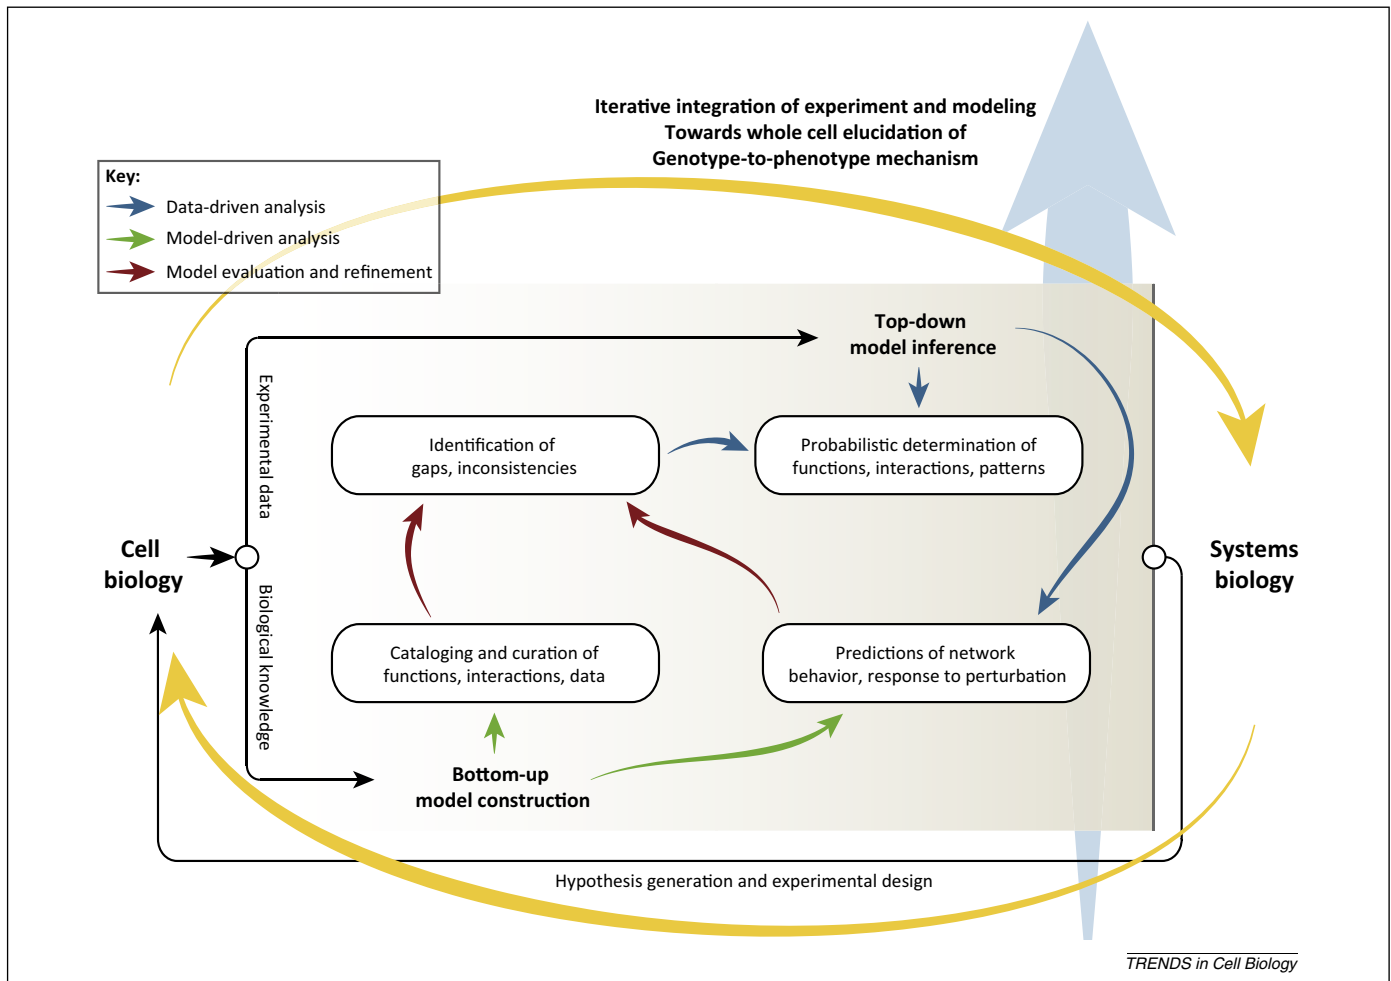 Iterative integration of experiment and modeling
Towards whole cell elucidation of
Genotype-to-phenotype mechanism
Key:
Data-driven analysis
Model-driven analysis
Model evaluation and refinement
Top-down
model inference
Experimental data
Identification of
gaps, inconsistencies
Probabilistic determination of
functions, interactions, patterns
Cell
biology
Systems
biology
Biological knowledge
Cataloging and curation of
functions, interactions, data
Predictions of network
behavior, response to perturbation
Bottom-up
model construction
Hypothesis generation and experimental design
TRENDS in Cell Biology